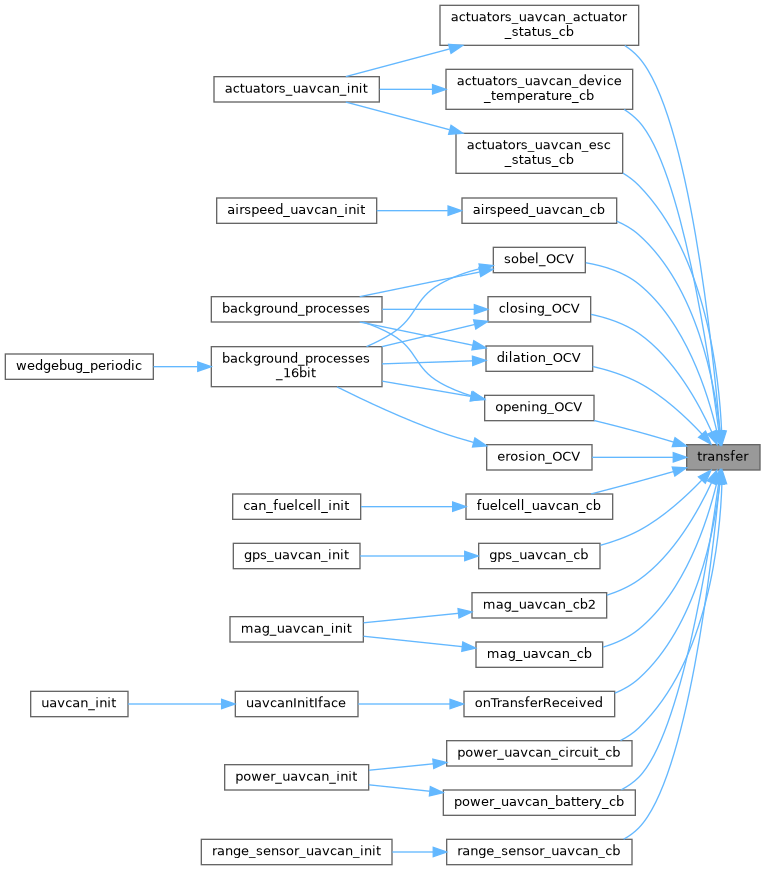 actuators_uavcan_actuator
_status_cb
actuators_uavcan_init
actuators_uavcan_device
_temperature_cb
actuators_uavcan_esc
_status_cb
airspeed_uavcan_init
airspeed_uavcan_cb
sobel_OCV
background_processes
closing_OCV
wedgebug_periodic
background_processes
_16bit
dilation_OCV
opening_OCV
erosion_OCV
transfer
can_fuelcell_init
fuelcell_uavcan_cb
gps_uavcan_init
gps_uavcan_cb
mag_uavcan_cb2
mag_uavcan_init
mag_uavcan_cb
uavcan_init
uavcanInitIface
onTransferReceived
power_uavcan_circuit_cb
power_uavcan_init
power_uavcan_battery_cb
range_sensor_uavcan_init
range_sensor_uavcan_cb